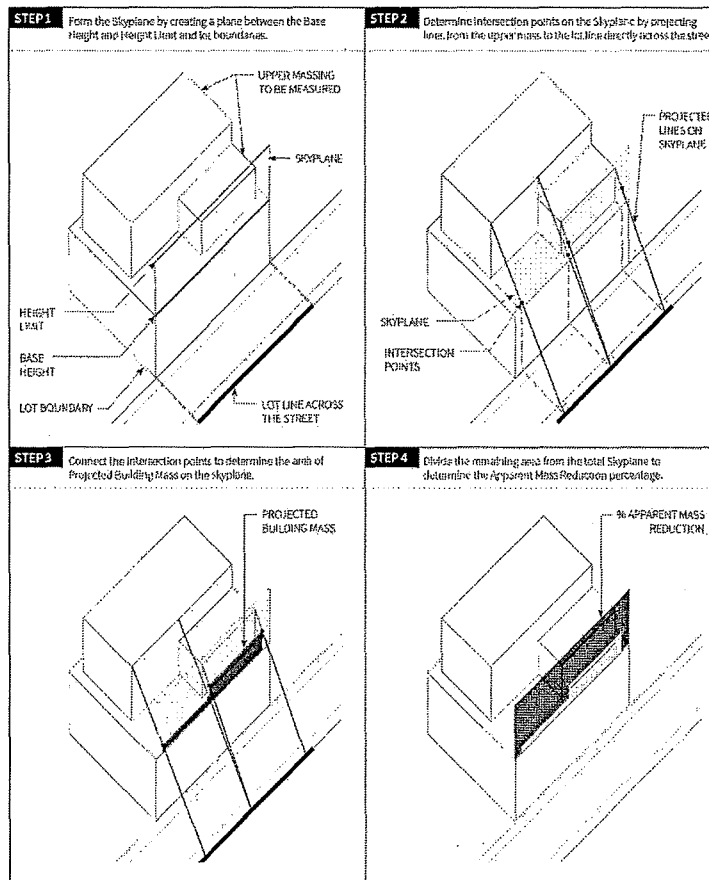 STEP 1
Form the Skyplane by creating a plane between the Base
Height and Height Limit and lot boundaries.
UPPER MASSING
TO BE MEASURED
SKYPLANE
HEIGHT
LIMIT
BASE
HEIGHT
LOT BOUNDARY
LOT LINE ACROSS
THE STREET
STEP 2
Determine intersection points on the Skyplane by projecting
lines from the upper mass to the lot line directly across the stree
PROJECTED
LINES ON
SKYPLANE
SKYPLANE
INTERSECTION
POINTS
STEP 3
Connect the intersection points to determine the area of
Projected Building Mass on the skyplane.
PROJECTED
BUILDING MASS
STEP 4
Divide the remaining area from the total Skyplane to
determine the Apparent Mass Reduction percentage.
% APPARENT MASS
REDUCTION